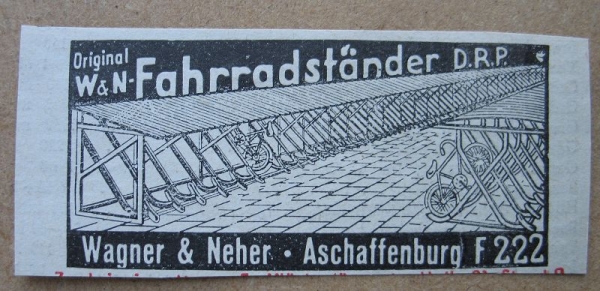 Original
W & N-Fahrradständer D.R.P.
Wagner & Neher · Aschaffenburg F 222